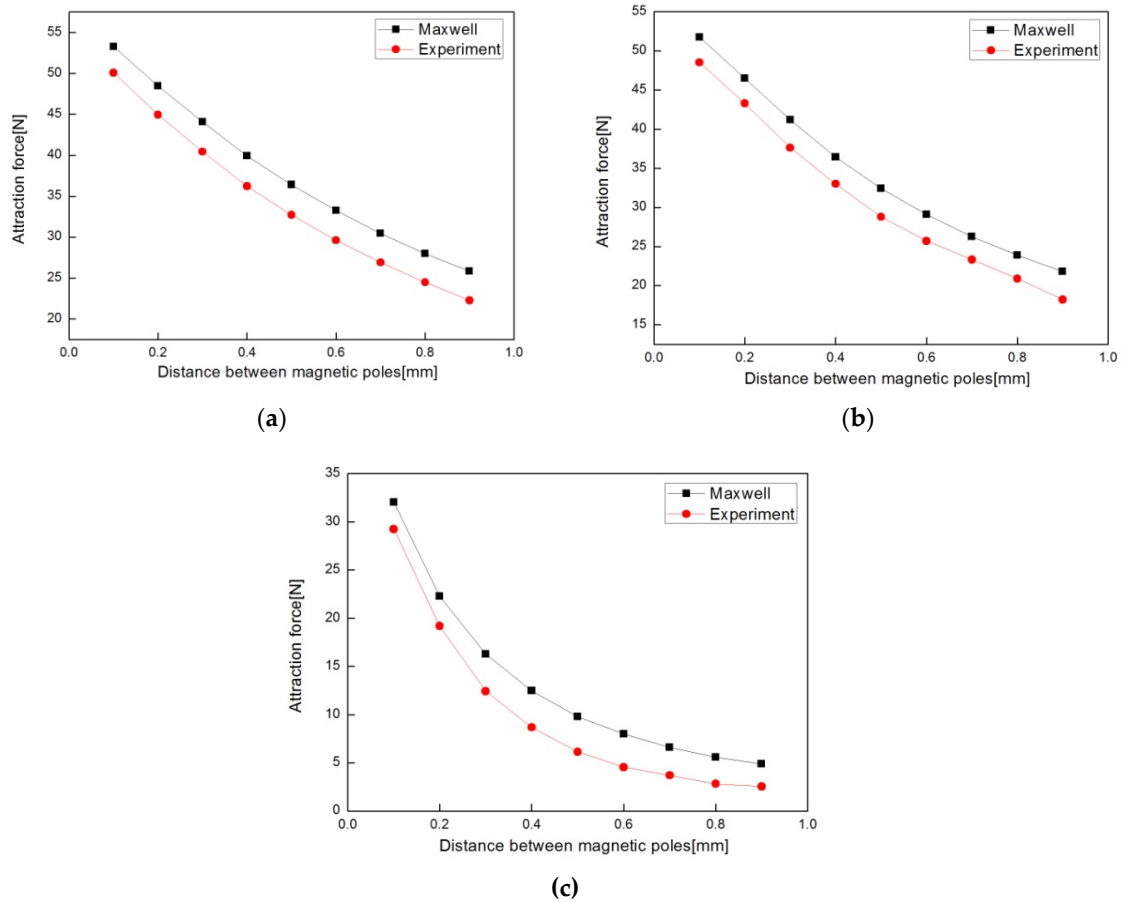 Maxwell
Experiment
Attraction force[N]
55
50
45
40
35
30
25
20
0.0 0.2 0.4 0.6 0.8 1.0
Distance between magnetic poles[mm]
(a)
Maxwell
Experiment
Attraction force[N]
55
50
45
40
35
30
25
20
15
0.0 0.2 0.4 0.6 0.8 1.0
Distance between magnetic poles[mm]
(b)
Maxwell
Experiment
Attraction force[N]
35
30
25
20
15
10
5
0
0.0 0.2 0.4 0.6 0.8 1.0
Distance between magnetic poles[mm]
(c)